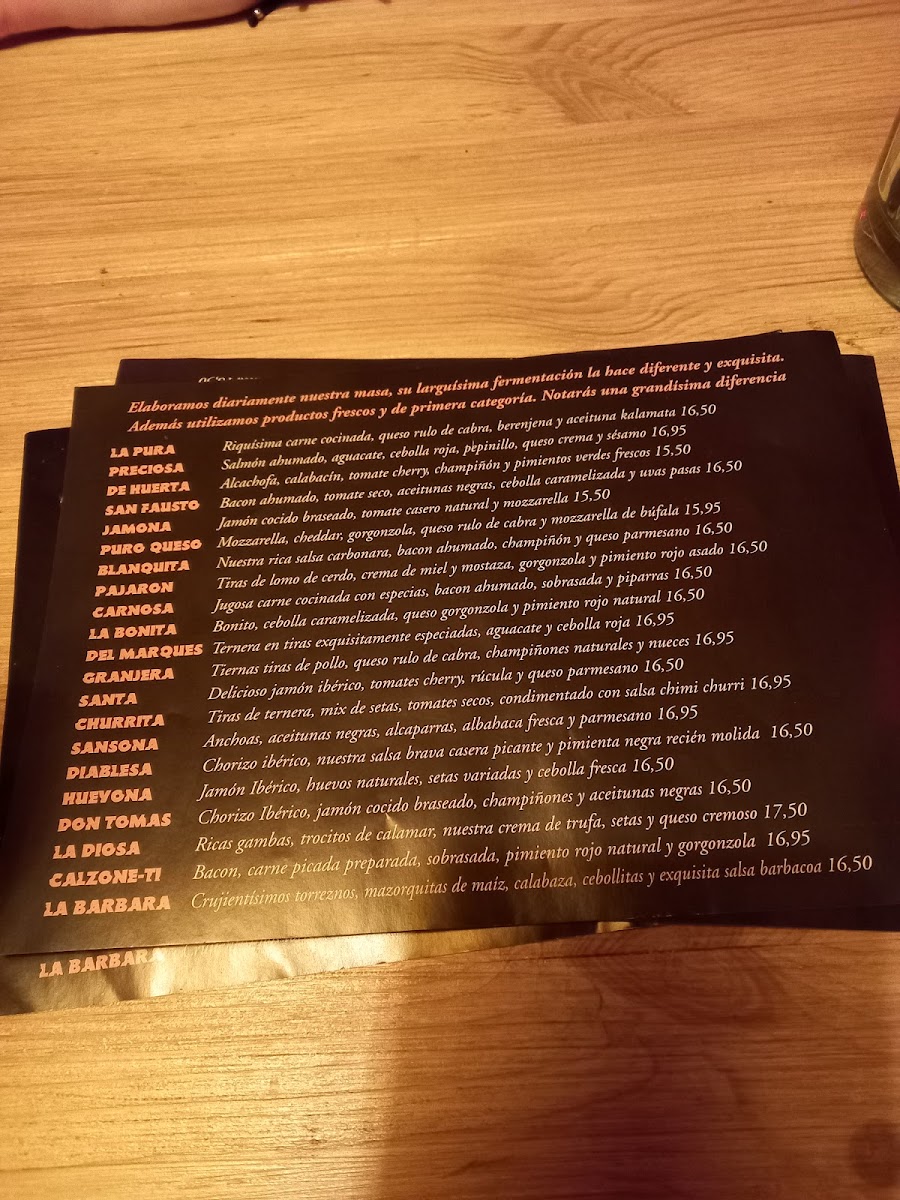 Elaboramos diariamente nuestra masa, su larguísima fermentación la hace diferente y exquisita.
Además utilizamos productos frescos y de primera categoría. Notarás una grandísima diferencia
LA PURA Riquísima carne cocinada, queso rulo de cabra, berenjena y aceituna kalamata 16,50
PRECIOSA Salmón ahumado, aguacate, cebolla roja, pepinillo, queso crema y sésamo 16,95
DE HUERTA Alcachofa, calabacín, tomate cherry, champiñón y pimientos verdes frescos 15,50
SAN FAUSTO Bacon ahumado, tomate seco, aceitunas negras, cebolla caramelizada y uvas pasas 16,50
JAMONA Jamón cocido braseado, tomate casero natural y mozzarella 15,50
PURO QUESO Mozzarella, cheddar, gorgonzola, queso rulo de cabra y mozzarella de búfala 15,95
BLANQUITA Nuestra rica salsa carbonara, bacon ahumado, champiñón y queso parmesano 16,50
PAJARON Tiras de lomo de cerdo, crema de miel y mostaza, gorgonzola y pimiento rojo asado 16,50
CARNOSA Jugosa carne cocinada con especias, bacon ahumado, sobrasada y piparras 16,50
LA BONITA Bonito, cebolla caramelizada, queso gorgonzola y pimiento rojo natural 16,50
DEL MARQUES Ternera en tiras exquisitamente especiadas, aguacate y cebolla roja 16,95
GRANJERA Tiernas tiras de pollo, queso rulo de cabra, champiñones naturales y nueces 16,95
SANTA Delicioso jamón ibérico, tomates cherry, rúcula y queso parmesano 16,50
CHURRITA Tiras de ternera, mix de setas, tomates secos, condimentado con salsa chimi churri 16,95
SANSONA Anchoas, aceitunas negras, alcaparras, albahaca fresca y parmesano 16,95
DIABLESA Chorizo ibérico, nuestra salsa brava casera picante y pimienta negra recién molida 16,50
HUEVONA Jamón Ibérico, huevos naturales, setas variadas y cebolla fresca 16,50
DON TOMAS Chorizo Ibérico, jamón cocido braseado, champiñones y aceitunas negras 16,50
LA DIOSA Ricas gambas, trocitos de calamar, nuestra crema de trufa, setas y queso cremoso 17,50
CALZONE-TI Bacon, carne picada preparada, sobrasada, pimiento rojo natural y gorgonzola 16,95
LA BARBARA Crujientísimos torreznos, mazorquitas de maíz, calabaza, cebollitas y exquisita salsa barbacoa 16,50
LA BARBARA